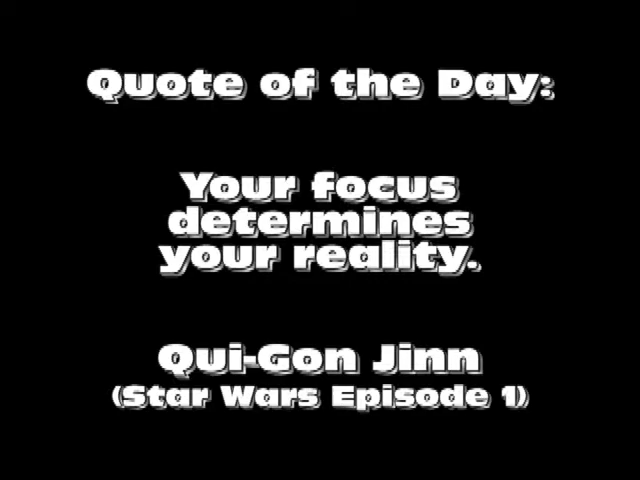 Quote of the Day:
Your focus
determines
your reality.
Qui-Gon Jinn
(Star Wars Episode 1)